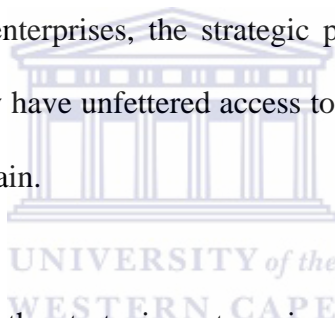 enterprises, the strategic p
have unfettered access to
ain.
UNIVERSITY of the
WESTERN CAPE